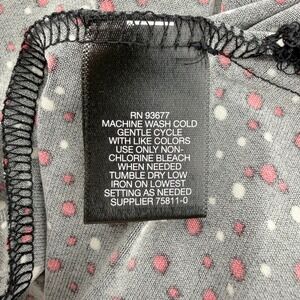 RN 93677
MACHINE WASH COLD
GENTLE CYCLE
WITH LIKE COLORS
USE ONLY NON-
CHLORINE BLEACH
WHEN NEEDED
TUMBLE DRY LOW
IRON ON LOWEST
SETTING AS NEEDED
SUPPLIER 75811-0